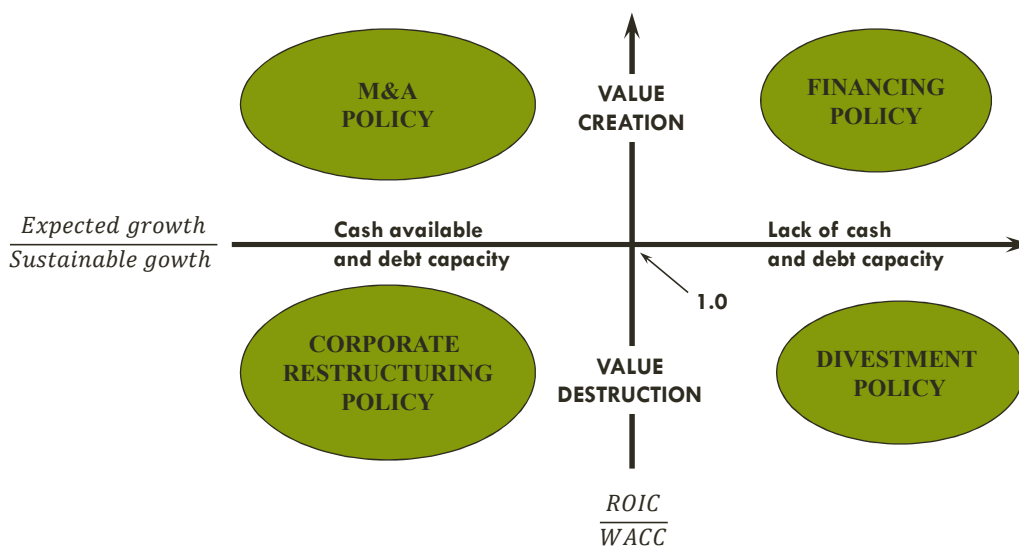 M&A
POLICY
VALUE
CREATION
FINANCING
POLICY
Expected growth
Sustainable gowth
Cash available
and debt capacity
Lack of cash
and debt capacity
1.0
CORPORATE
RESTRUCTURING
POLICY
VALUE
DESTRUCTION
DIVESTMENT
POLICY
ROIC
WACC